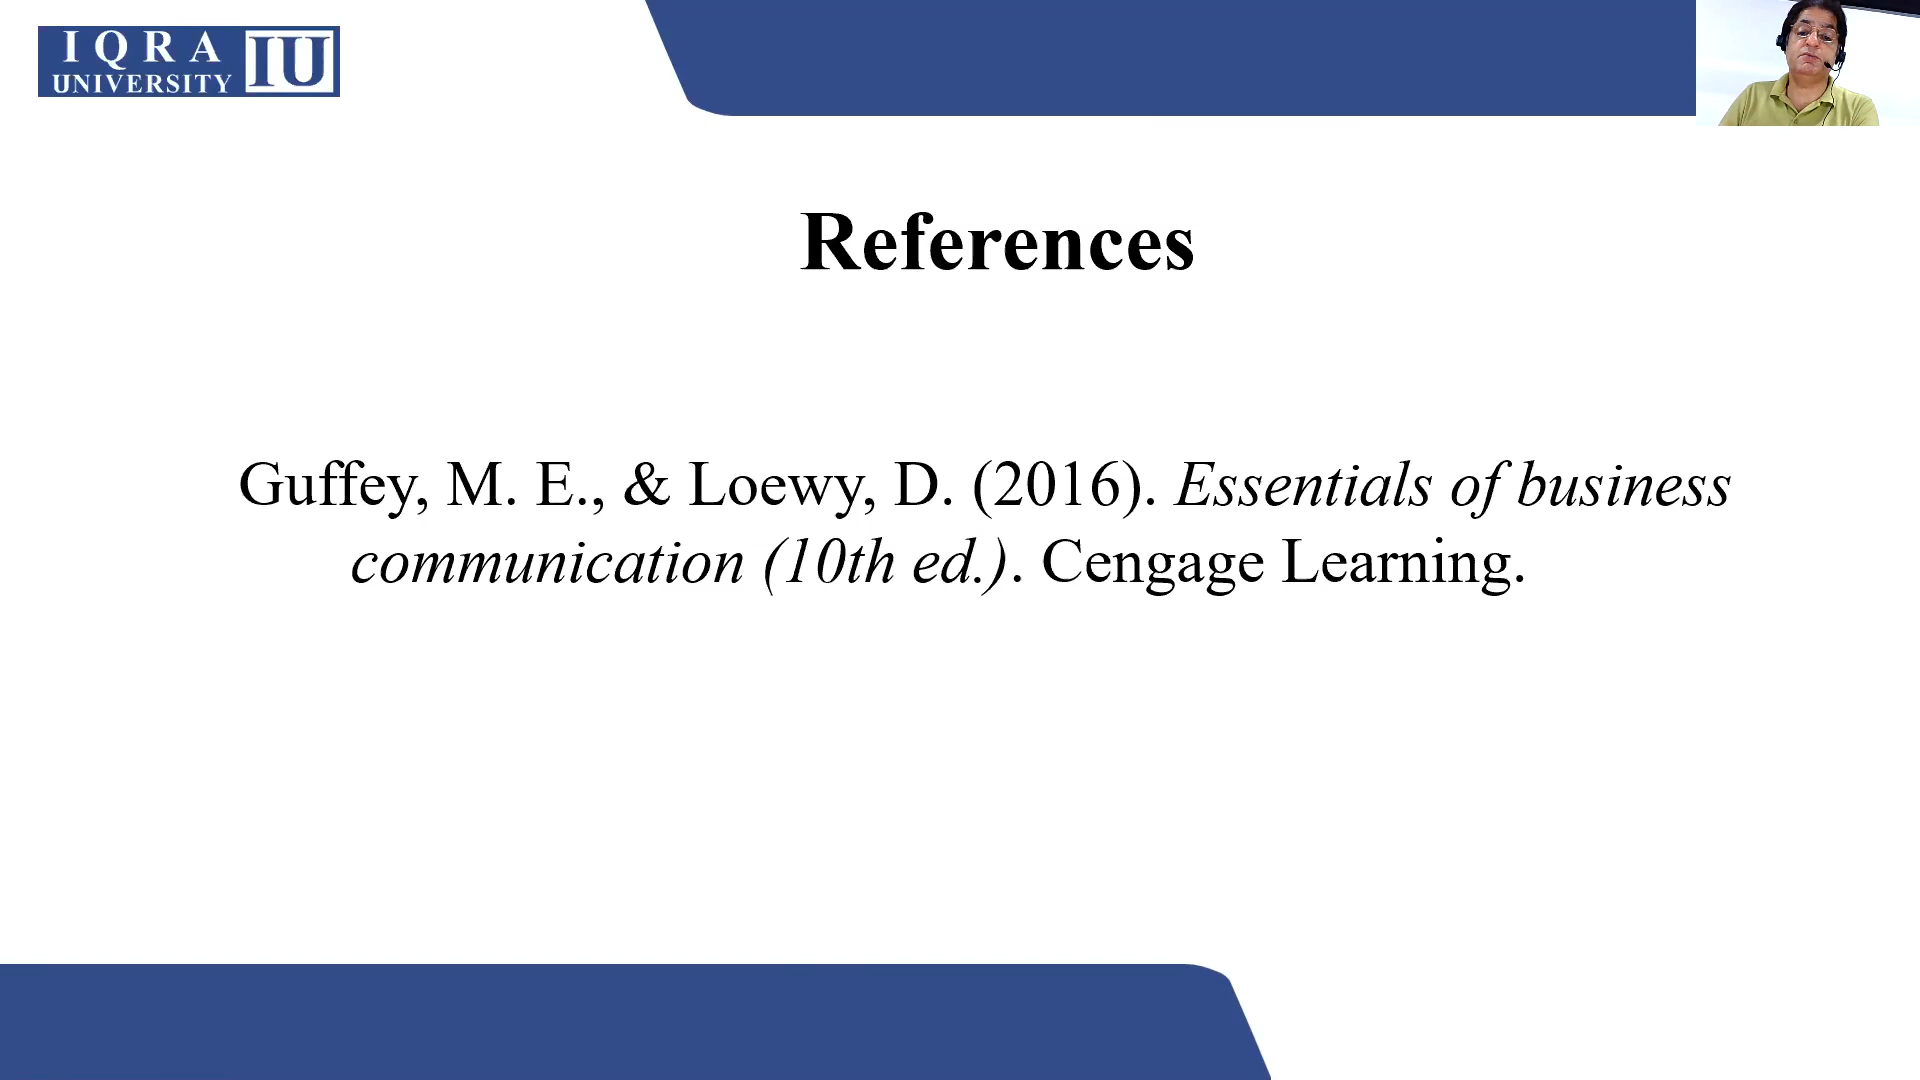 IQRA
UNIVERSITY
IU
References
Guffey, M. E., & Loewy, D. (2016). Essentials of business
communication (10th ed.). Cengage Learning.